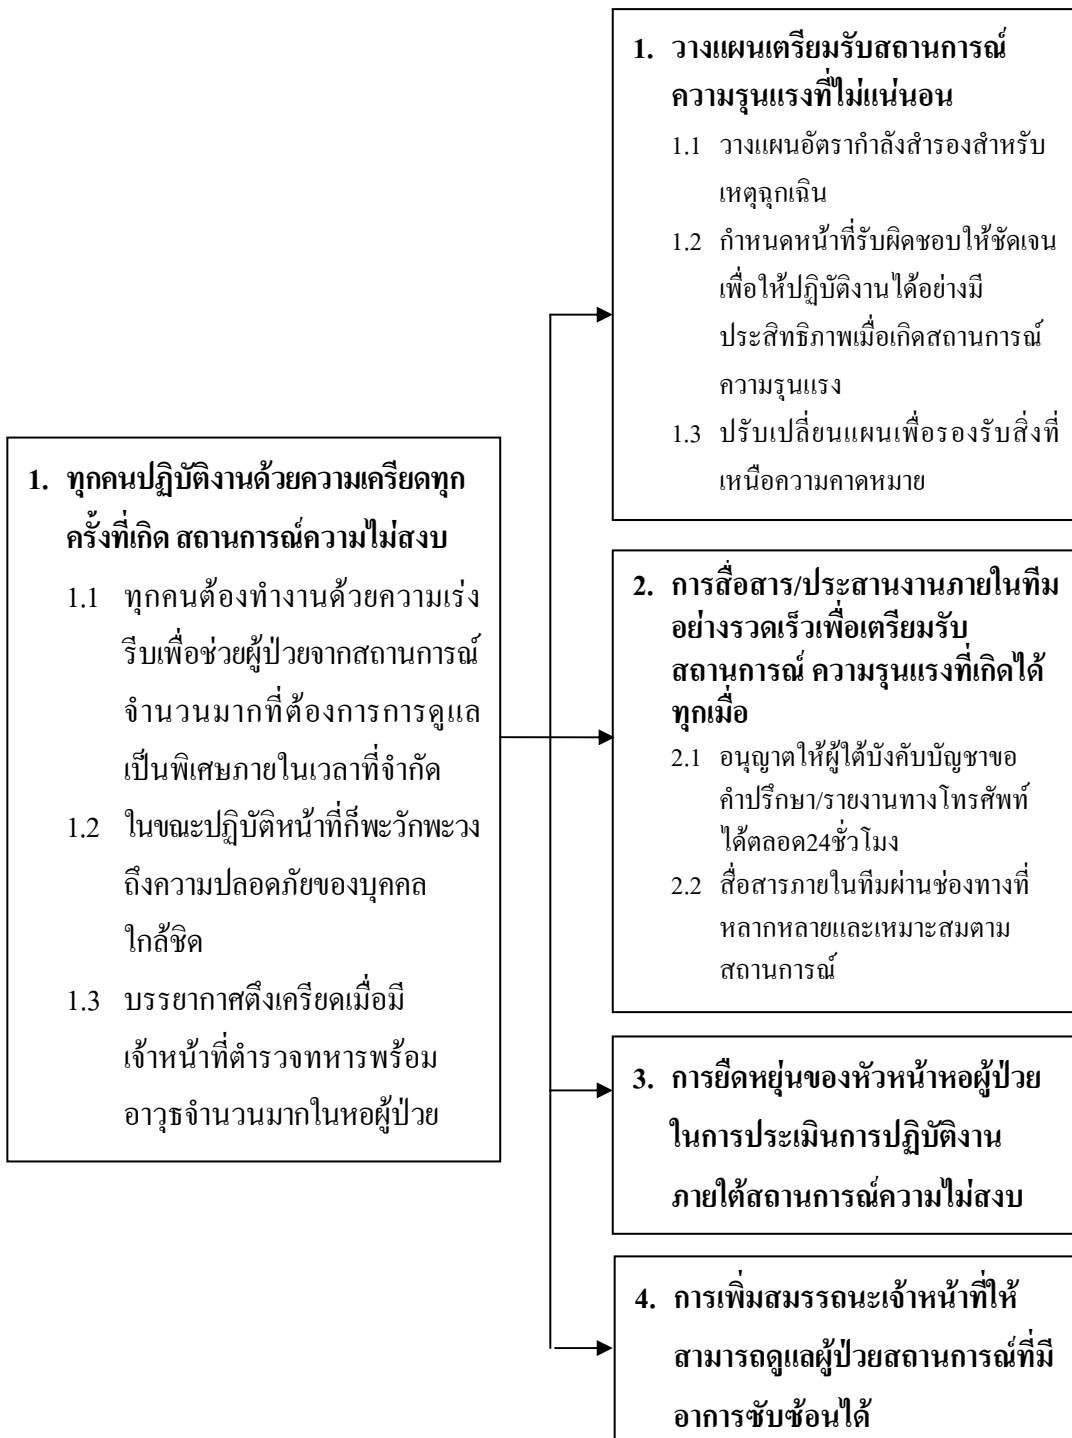 1. วางแผนเตรียมรับสถานการณ์
ความรุนแรงที่ไม่แน่นอน
1.1 วางแผนอัตรากำลังสำรองสำหรับ
เหตุฉุกเฉิน
1.2 กำหนดหน้าที่รับผิดชอบให้ชัดเจน
เพื่อให้ปฏิบัติงานได้อย่างมี
ประสิทธิภาพเมื่อเกิดสถานการณ์
ความรุนแรง
1.3 ปรับเปลี่ยนแผนเพื่อรองรับสิ่งที่
เหนือความคาดหมาย
1. ทุกคนปฏิบัติงานด้วยความเครียดทุก
ครั้งที่เกิด สถานการณ์ความไม่สงบ
1.1 ทุกคนต้องทำงานด้วยความเร่ง
รีบเพื่อช่วยผู้ป่วยจากสถานการณ์
จำนวนมากที่ต้องการการดูแล
เป็นพิเศษภายในเวลาที่จำกัด
1.2 ในขณะปฏิบัติหน้าที่ก็พะวักพะวง
ถึงความปลอดภัยของบุคคล
ใกล้ชิด
1.3 บรรยากาศตึงเครียดเมื่อมี
เจ้าหน้าที่ตำรวจทหารพร้อม
อาวุธจำนวนมากในหอผู้ป่วย
2. การสื่อสาร/ประสานงานภายในทีม
อย่างรวดเร็วเพื่อเตรียมรับ
สถานการณ์ ความรุนแรงที่เกิดได้
ทุกเมื่อ
2.1 อนุญาตให้ผู้ใต้บังคับบัญชาขอ
คำปรึกษา/รายงานทางโทรศัพท์
ได้ตลอด24ชั่วโมง
2.2 สื่อสารภายในทีมผ่านช่องทางที่
หลากหลายและเหมาะสมตาม
สถานการณ์
3. การยืดหยุ่นของหัวหน้าหอผู้ป่วย
ในการประเมินการปฏิบัติงาน
ภายใต้สถานการณ์ความไม่สงบ
4. การเพิ่มสมรรถนะเจ้าหน้าที่ให้
สามารถดูแลผู้ป่วยสถานการณ์ที่มี
อาการซับซ้อนได้